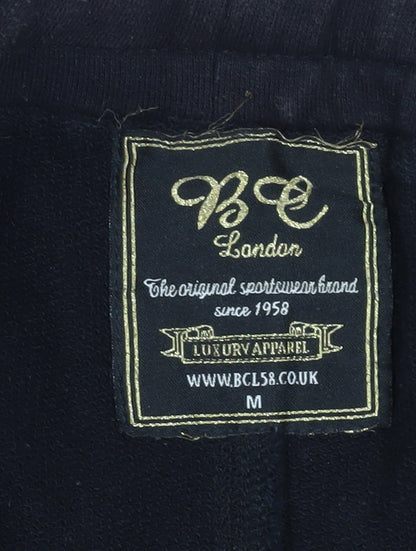 BC
London
The original sportswear brand
since 1958
LUXURY APPAREL
WWW.BCL58.CO.UK
M